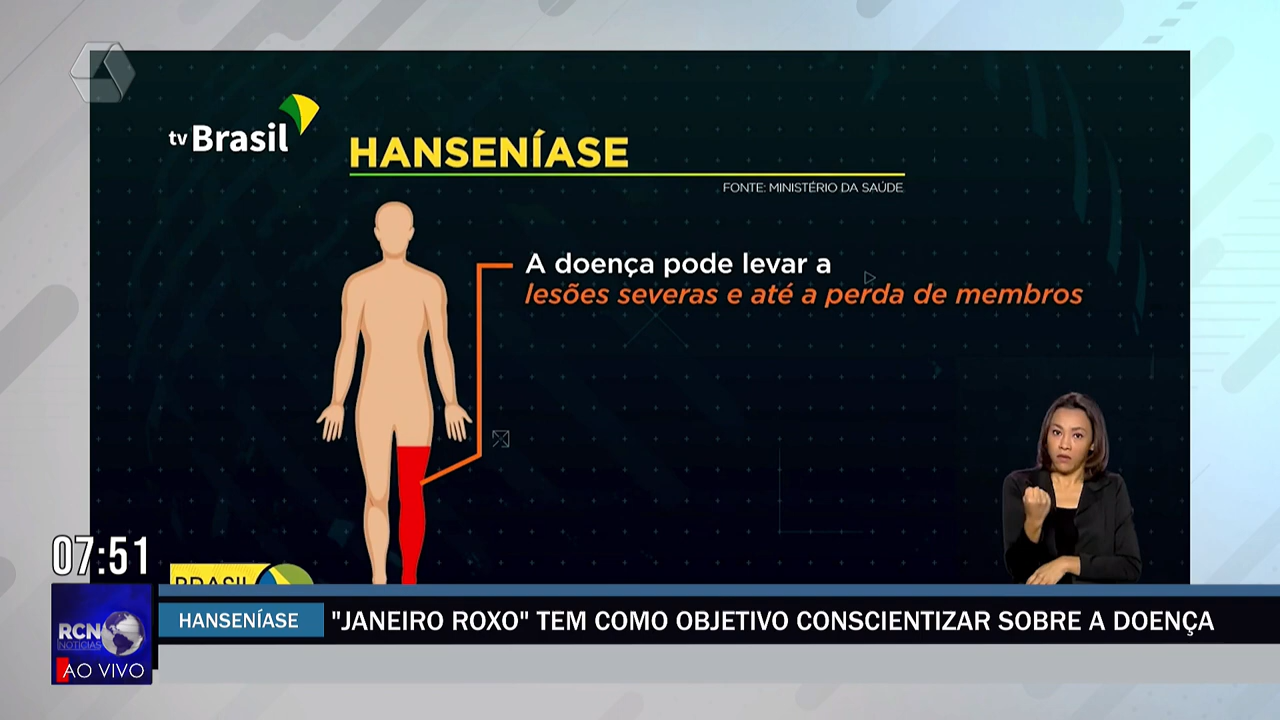 tv Brasil
HANSENÍASE
FONTE: MINISTÉRIO DA SAÚDE
A doença pode levar a
lesões severas e até a perda de membros
07:51
BRASIL
RCN
NOTÍCIAS
AO VIVO
HANSENÍASE
"JANEIRO ROXO" TEM COMO OBJETIVO CONSCIENTIZAR SOBRE A DOENÇA